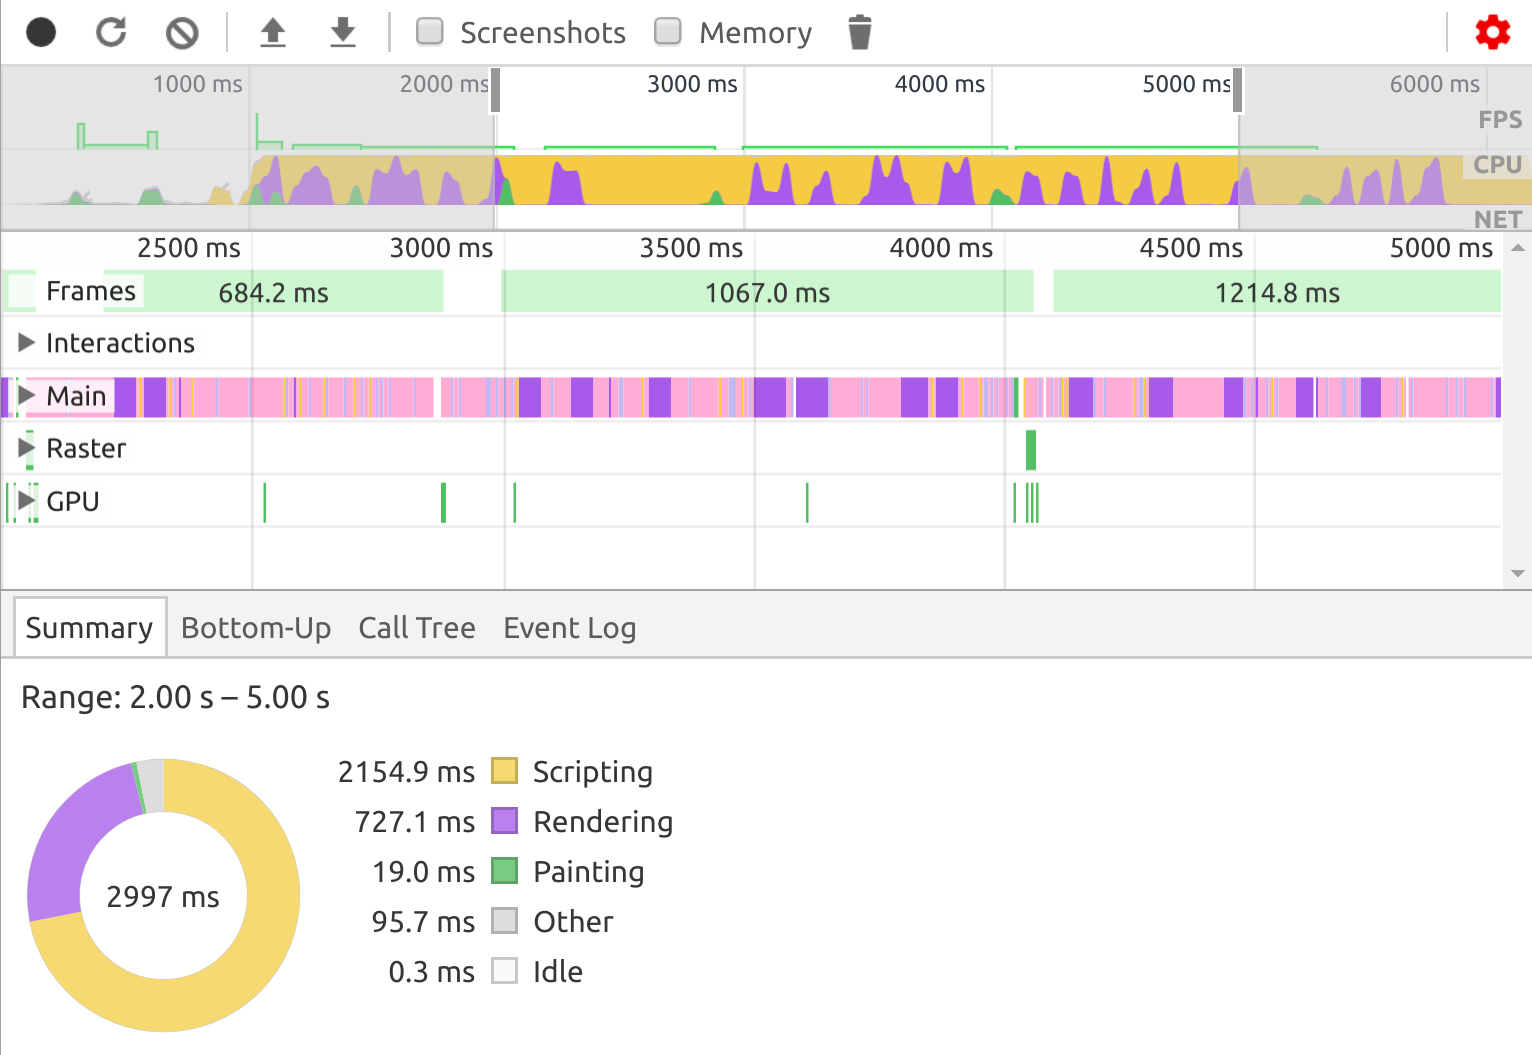 Screenshots Memory
1000 ms 2000 ms 3000 ms 4000 ms 5000 ms 6000 ms
FPS
CPU
NET
2500 ms 3000 ms 3500 ms 4000 ms 4500 ms 5000 ms
Frames 684.2 ms 1067.0 ms 1214.8 ms
Interactions
Main
Raster
GPU
Summary Bottom-Up Call Tree Event Log
Range: 2.00 s – 5.00 s
2154.9 ms Scripting
727.1 ms Rendering
19.0 ms Painting
2997 ms
95.7 ms Other
0.3 ms Idle